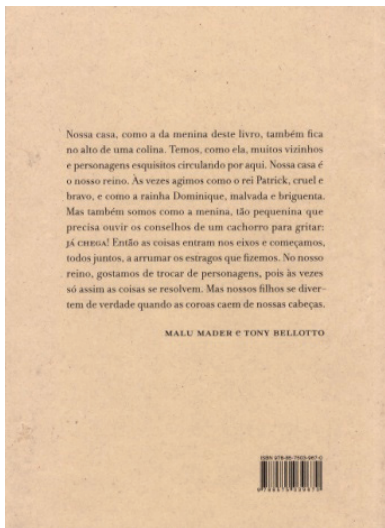 Nossa casa, como a da menina deste livro, também fica
no alto de uma colina. Temos, como ela, muitos vizinhos
e personagens esquisitos circulando por aqui. Nossa casa é
o nosso reino. Às vezes agimos como o rei Patrick, cruel e
bravo, e como a rainha Dominique, malvada e briguenta.
Mas também somos como a menina, tão pequenina que
precisa ouvir os conselhos de um cachorro para gritar:
JÁ CHEGA! Então as coisas entram nos eixos e começamos,
todos juntos, a arrumar os estragos que fizemos. No nosso
reino, gostamos de trocar de personagens, pois às vezes
só assim as coisas se resolvem. Mas nossos filhos se diver-
tem de verdade quando as coroas caem de nossas cabeças.
MALU MADER e TONY BELLOTTO
ISBN